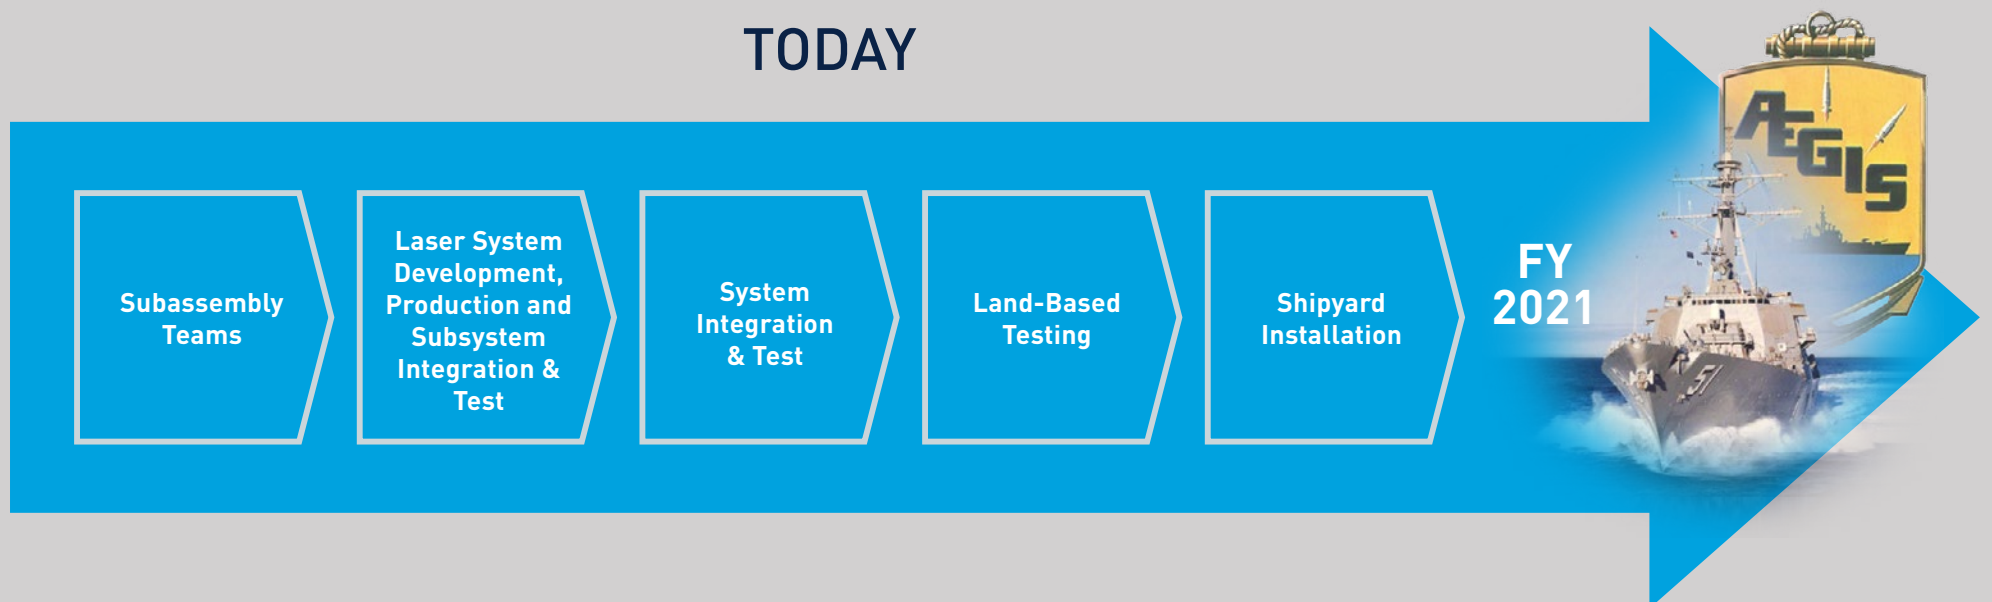 TODAY
Subassembly
Teams
Laser System
Development,
Production and
Subsystem
Integration &
Test
System
Integration
& Test
Land-Based
Testing
Shipyard
Installation
FY
2021
AEGIS
51